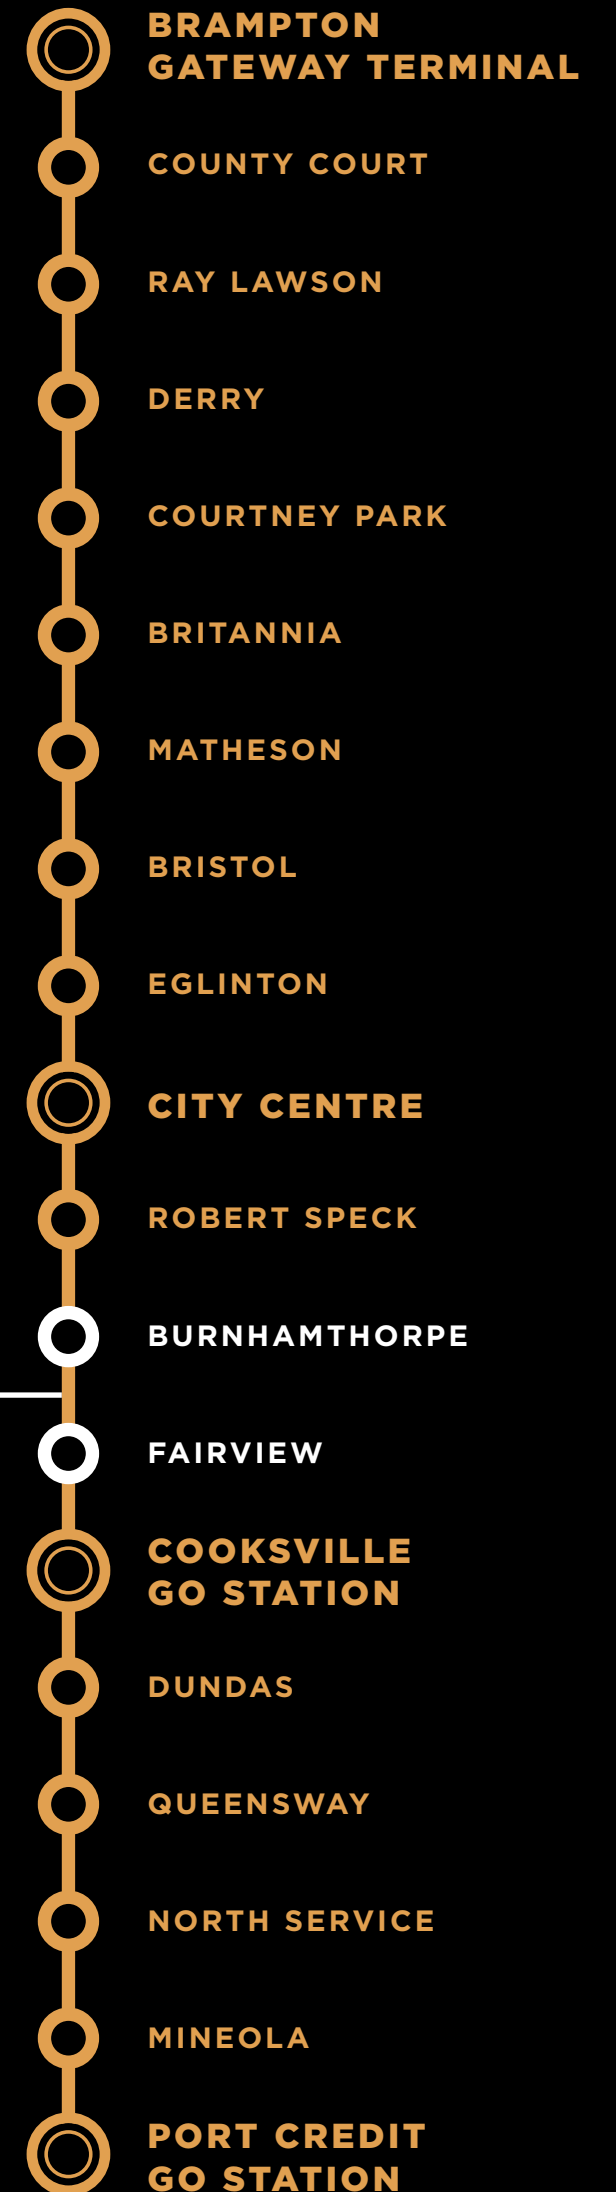 BRAMPTON
GATEWAY TERMINAL
COUNTY COURT
RAY LAWSON
DERRY
COURTNEY PARK
BRITANNIA
MATHESON
BRISTOL
EGLINTON
CITY CENTRE
ROBERT SPECK
BURNHAMTHORPE
FAIRVIEW
COOKSVILLE
GO STATION
DUNDAS
QUEENSWAY
NORTH SERVICE
MINEOLA
PORT CREDIT
GO STATION